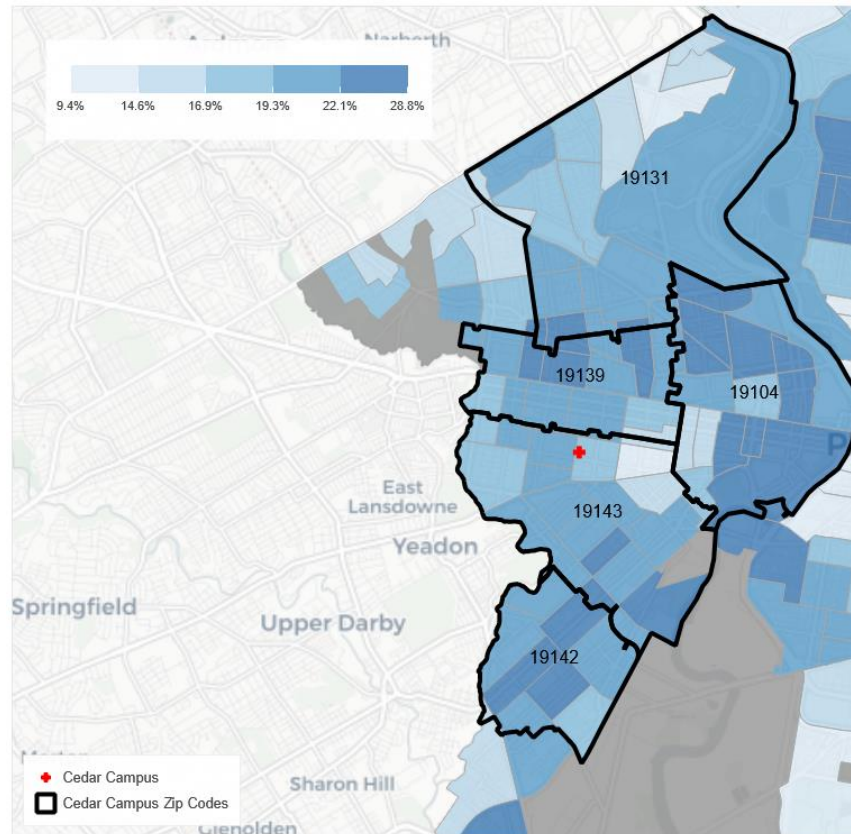 Narberth
9.4% 14.6% 16.9% 19.3% 22.1% 28.8%
19131
19139
19104
P
East
Lansdowne
19143
Yeadon
Springfield
Upper Darby
19142
Cedar Campus
Sharon Hill
Cedar Campus Zip Codes
Glenolden